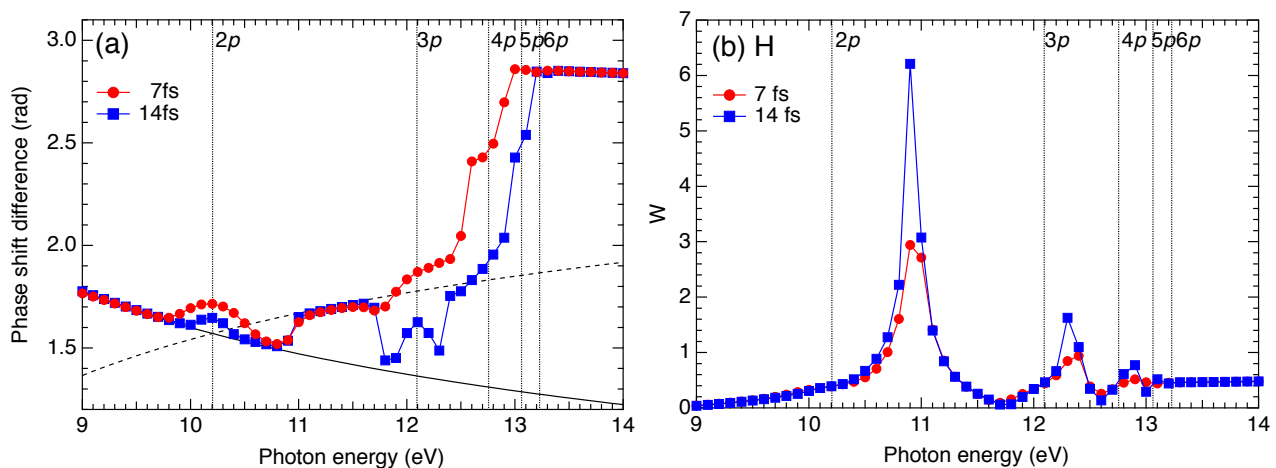 (a)
2p
3p
4p
5p
6p
7fs
14fs
3.0
2.5
2.0
1.5
Phase shift difference (rad)
9
10
11
12
13
14
Photon energy (eV)
(b) H
2p
3p
4p
5p
6p
7 fs
14 fs
7
6
5
4
3
2
1
0
W
9
10
11
12
13
14
Photon energy (eV)